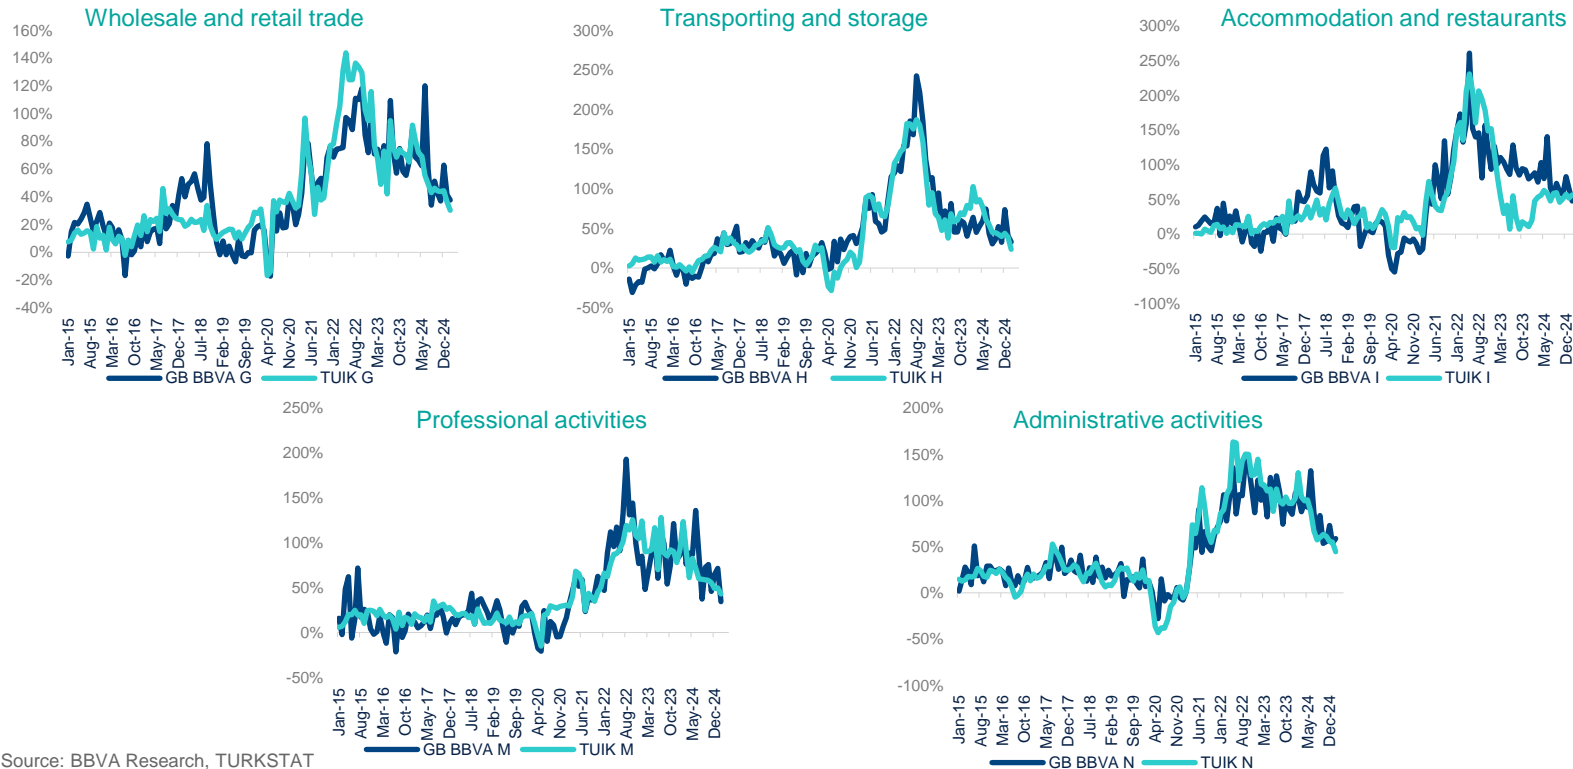 Wholesale and retail trade
160%
140%
120%
100%
80%
60%
40%
20%
0%
-20%
-40%
Jan-15
Aug-15
Mar-16
Oct-16
May-17
Dec-17
Jul-18
Feb-19
Sep-19
Apr-20
Nov-20
Jun-21
Jan-22
Aug-22
Mar-23
Oct-23
May-24
Dec-24
GB BBVA G TUIK G
Transporting and storage
300%
250%
200%
150%
100%
50%
0%
-50%
Jan-15
Aug-15
Mar-16
Oct-16
May-17
Dec-17
Jul-18
Feb-19
Sep-19
Apr-20
Nov-20
Jun-21
Jan-22
Aug-22
Mar-23
Oct-23
May-24
Dec-24
GB BBVA H TUIK H
Accommodation and restaurants
300%
250%
200%
150%
100%
50%
0%
-50%
-100%
Jan-15
Aug-15
Mar-16
Oct-16
May-17
Dec-17
Jul-18
Feb-19
Sep-19
Apr-20
Nov-20
Jun-21
Jan-22
Aug-22
Mar-23
Oct-23
May-24
Dec-24
GB BBVA I TUIK I
Professional activities
250%
200%
150%
100%
50%
0%
-50%
Jan-15
Aug-15
Mar-16
Oct-16
May-17
Dec-17
Jul-18
Feb-19
Sep-19
Apr-20
Nov-20
Jun-21
Jan-22
Aug-22
Mar-23
Oct-23
May-24
Dec-24
GB BBVA M TUIK M
Administrative activities
200%
150%
100%
50%
0%
-50%
-100%
Jan-15
Aug-15
Mar-16
Oct-16
May-17
Dec-17
Jul-18
Feb-19
Sep-19
Apr-20
Nov-20
Jun-21
Jan-22
Aug-22
Mar-23
Oct-23
May-24
Dec-24
GB BBVA N TUIK N
Source: BBVA Research, TURKSTAT